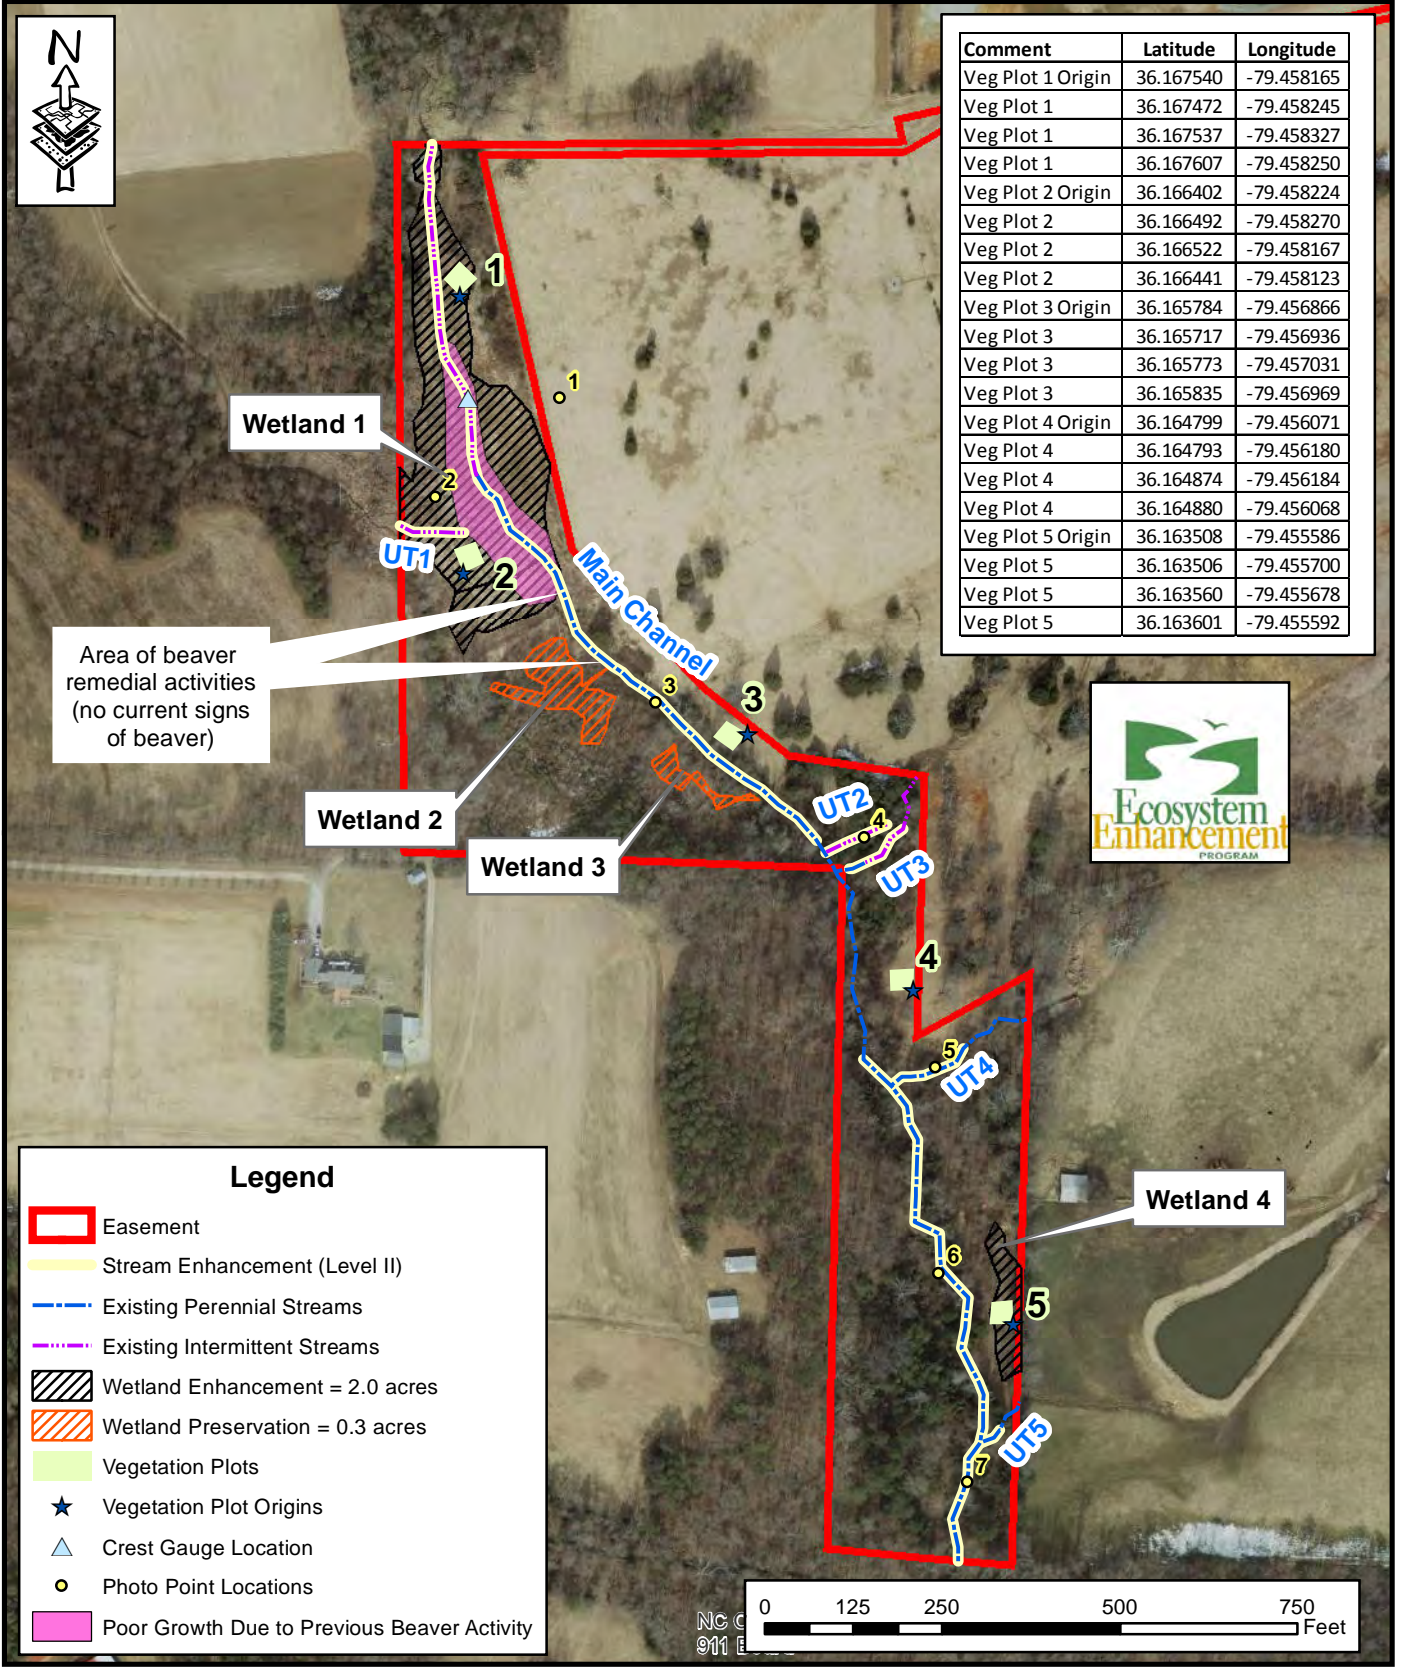 N
Comment Latitude Longitude
Veg Plot 1 Origin 36.167540 -79.458165
Veg Plot 1 36.167472 -79.458245
Veg Plot 1 36.167537 -79.458327
Veg Plot 1 36.167607 -79.458250
Veg Plot 2 Origin 36.166402 -79.458224
Veg Plot 2 36.166492 -79.458270
Veg Plot 2 36.166522 -79.458167
Veg Plot 2 36.166441 -79.458123
Veg Plot 3 Origin 36.165784 -79.456866
Veg Plot 3 36.165717 -79.456936
Veg Plot 3 36.165773 -79.457031
Veg Plot 3 36.165835 -79.456969
Veg Plot 4 Origin 36.164799 -79.456071
Veg Plot 4 36.164793 -79.456180
Veg Plot 4 36.164874 -79.456184
Veg Plot 4 36.164880 -79.456068
Veg Plot 5 Origin 36.163508 -79.455586
Veg Plot 5 36.163506 -79.455700
Veg Plot 5 36.163560 -79.455678
Veg Plot 5 36.163601 -79.455592
1
1
Wetland 1
2
UT1
2
Main Channel
Area of beaver
remedial activities
(no current signs
of beaver)
3
3
Wetland 2
Wetland 3
UT2
4
UT3
Ecosystem
Enhancement
PROGRAM
4
5
UT4
Wetland 4
6
5
UT5
7
Legend
Easement
Stream Enhancement (Level II)
Existing Perennial Streams
Existing Intermittent Streams
Wetland Enhancement = 2.0 acres
Wetland Preservation = 0.3 acres
Vegetation Plots
Vegetation Plot Origins
Crest Gauge Location
Photo Point Locations
Poor Growth Due to Previous Beaver Activity
NC
911
0 125 250 500 750
Feet